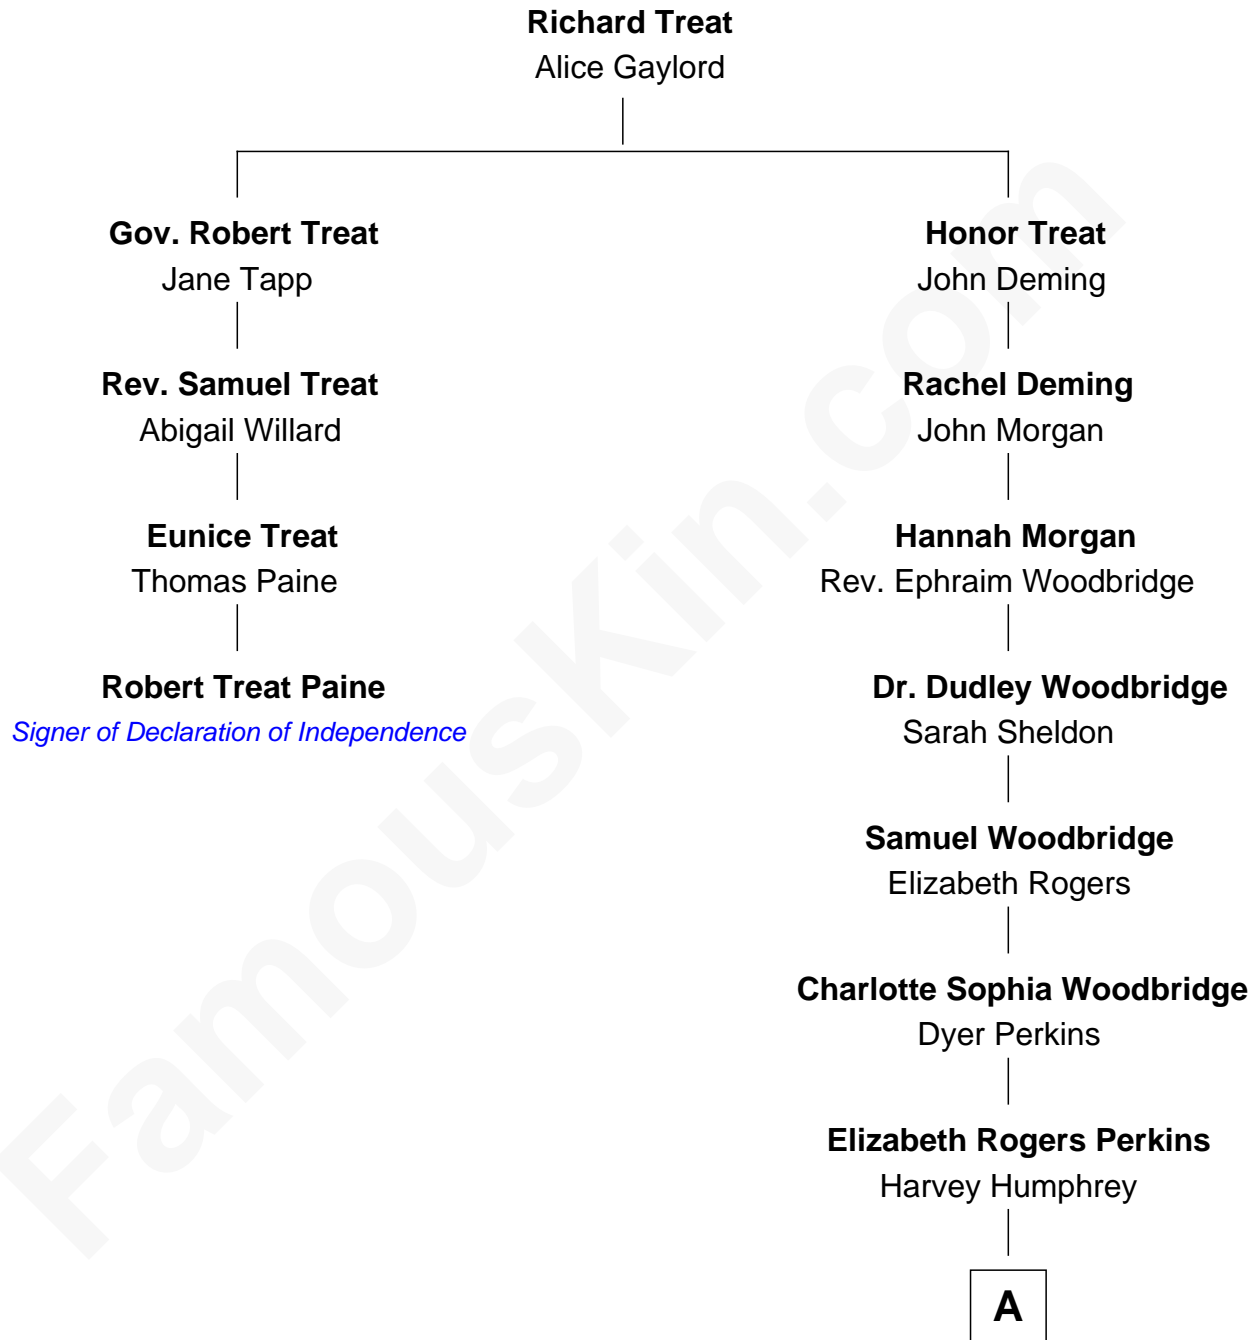 Richard Treat
Alice Gaylord
Gov. Robert Treat
Jane Tapp
Honor Treat
John Deming
Rev. Samuel Treat
Abigail Willard
Rachel Deming
John Morgan
Eunice Treat
Thomas Paine
Hannah Morgan
Rev. Ephraim Woodbridge
Robert Treat Paine
Signer of Declaration of Independence
Dr. Dudley Woodbridge
Sarah Sheldon
Samuel Woodbridge
Elizabeth Rogers
Charlotte Sophia Woodbridge
Dyer Perkins
Elizabeth Rogers Perkins
Harvey Humphrey
A
FamousKin.com